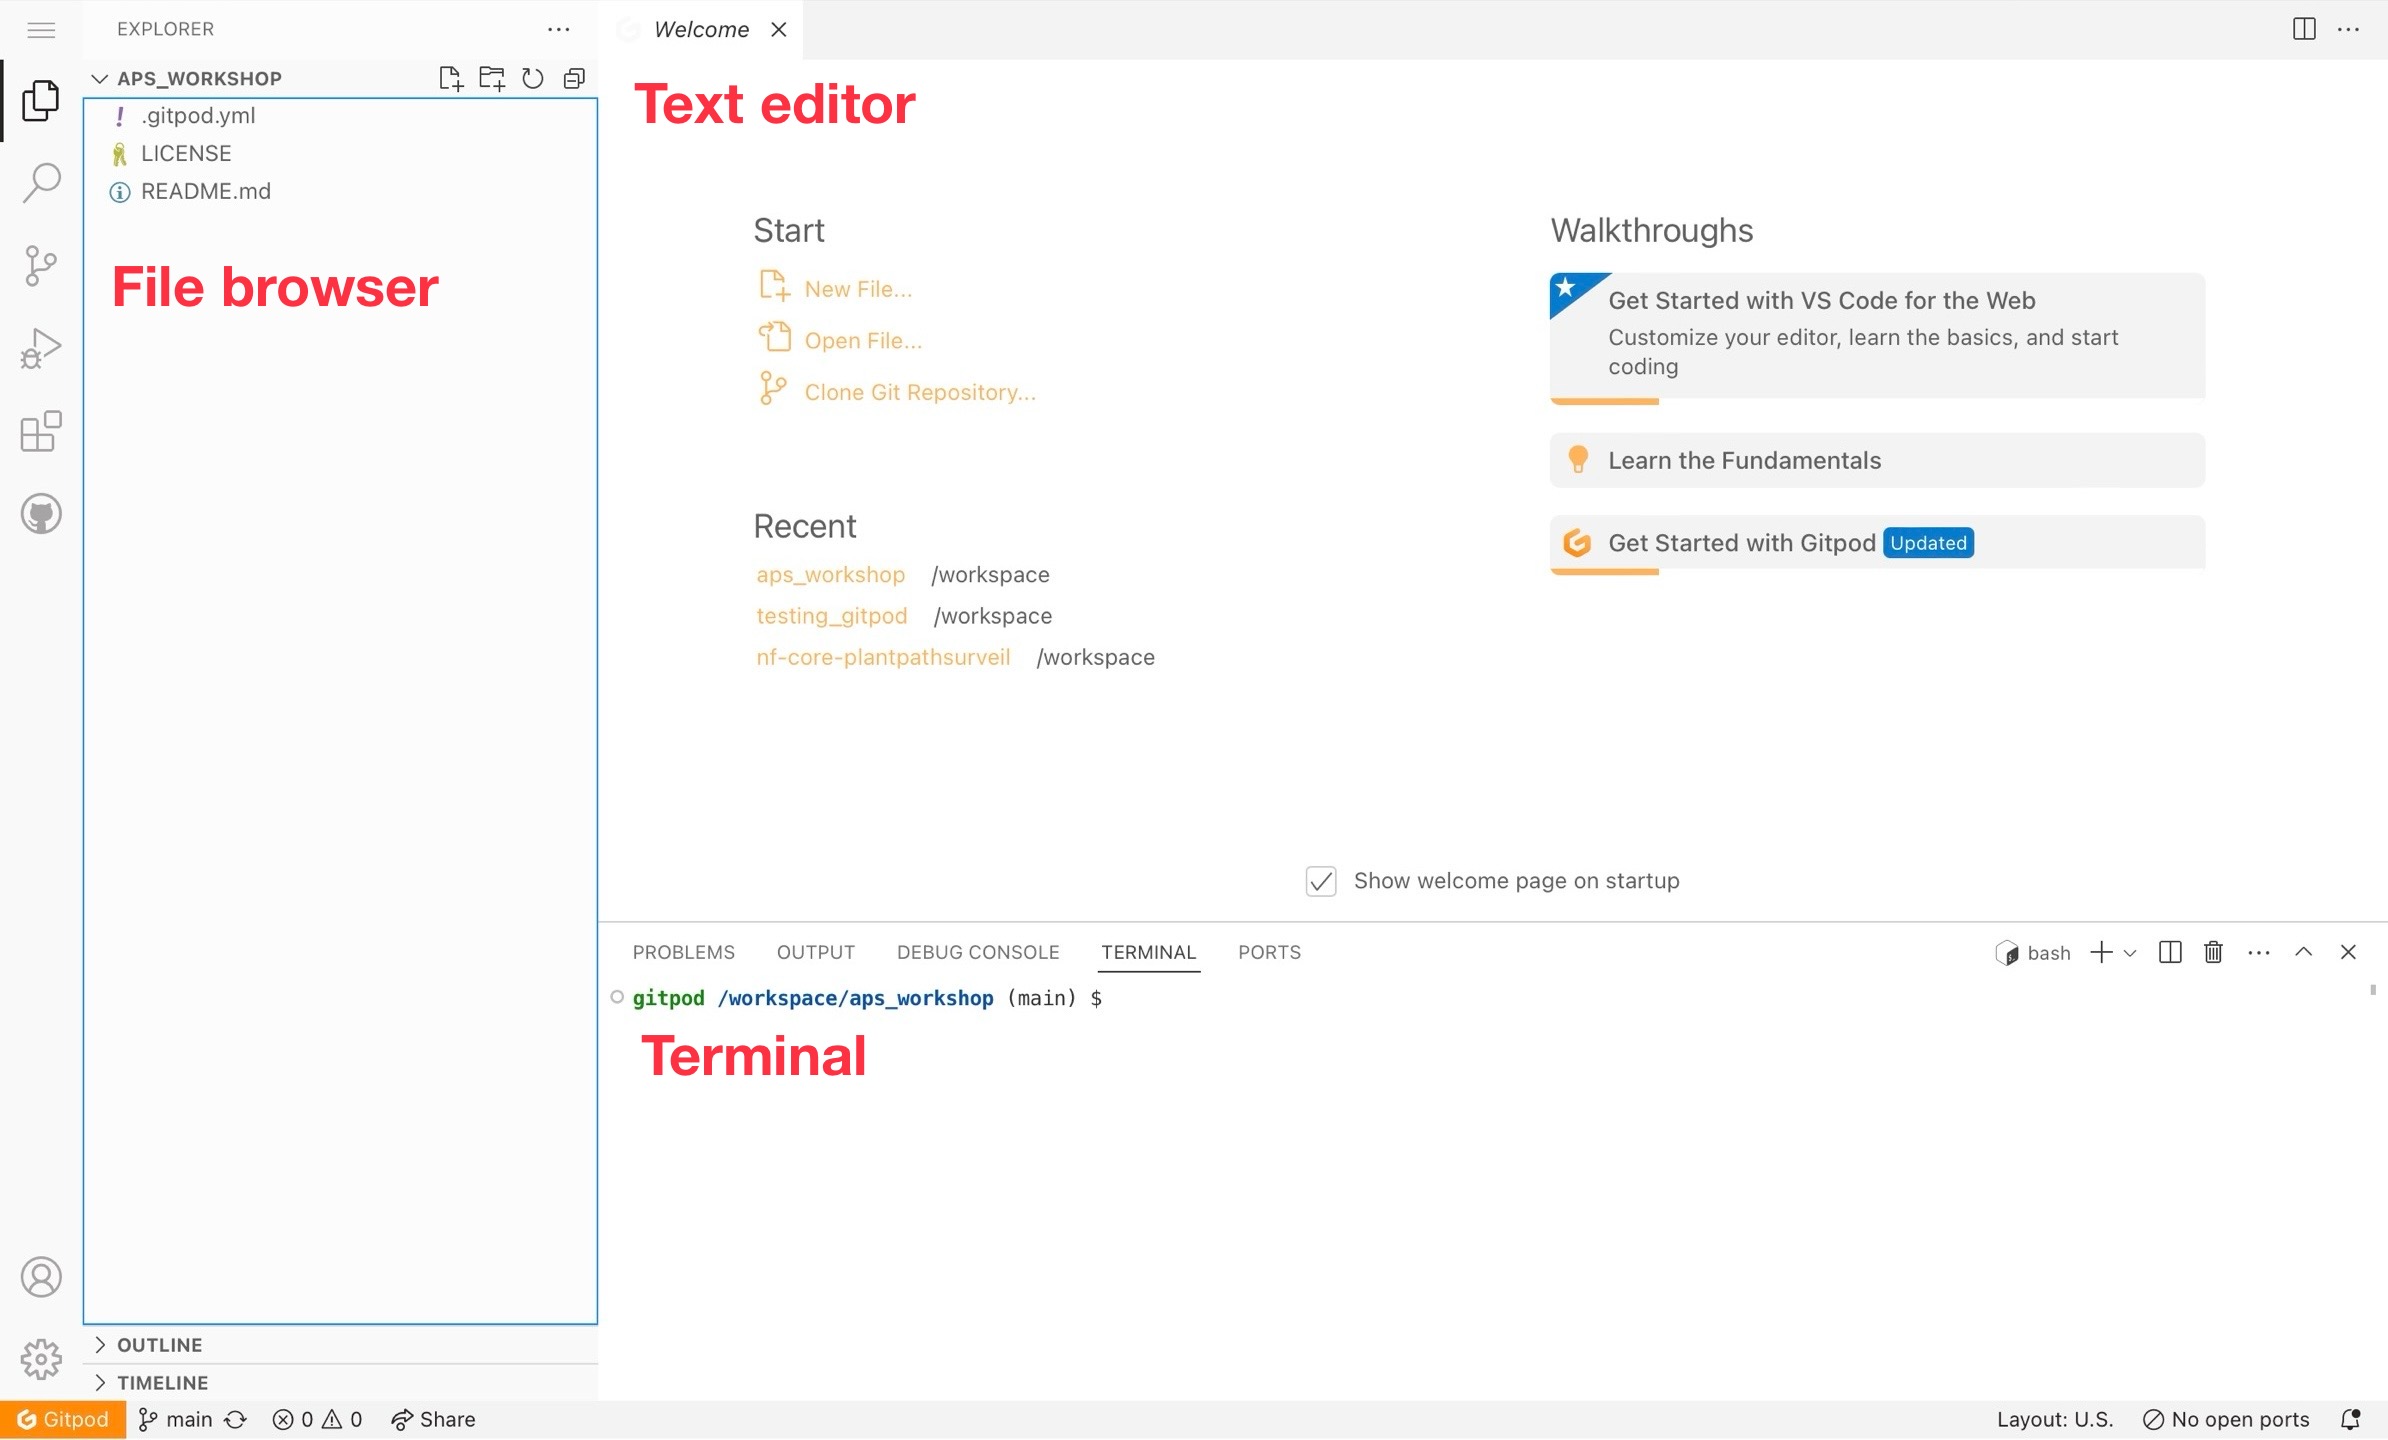 EXPLORER
APS_WORKSHOP
.gitpod.yml
LICENSE
README.md
File browser
OUTLINE
TIMELINE
Welcome
Text editor
Start
New File...
Open File...
Clone Git Repository...
Recent
aps_workshop /workspace
testing_gitpod /workspace
nf-core-plantpathsurveil /workspace
Walkthroughs
Get Started with VS Code for the Web
Customize your editor, learn the basics, and start
coding
Learn the Fundamentals
Get Started with Gitpod Updated
Show welcome page on startup
PROBLEMS OUTPUT DEBUG CONSOLE TERMINAL PORTS
bash
gitpod /workspace/aps_workshop (main) $
Terminal
Gitpod main 0 0 Share
Layout: U.S. No open ports